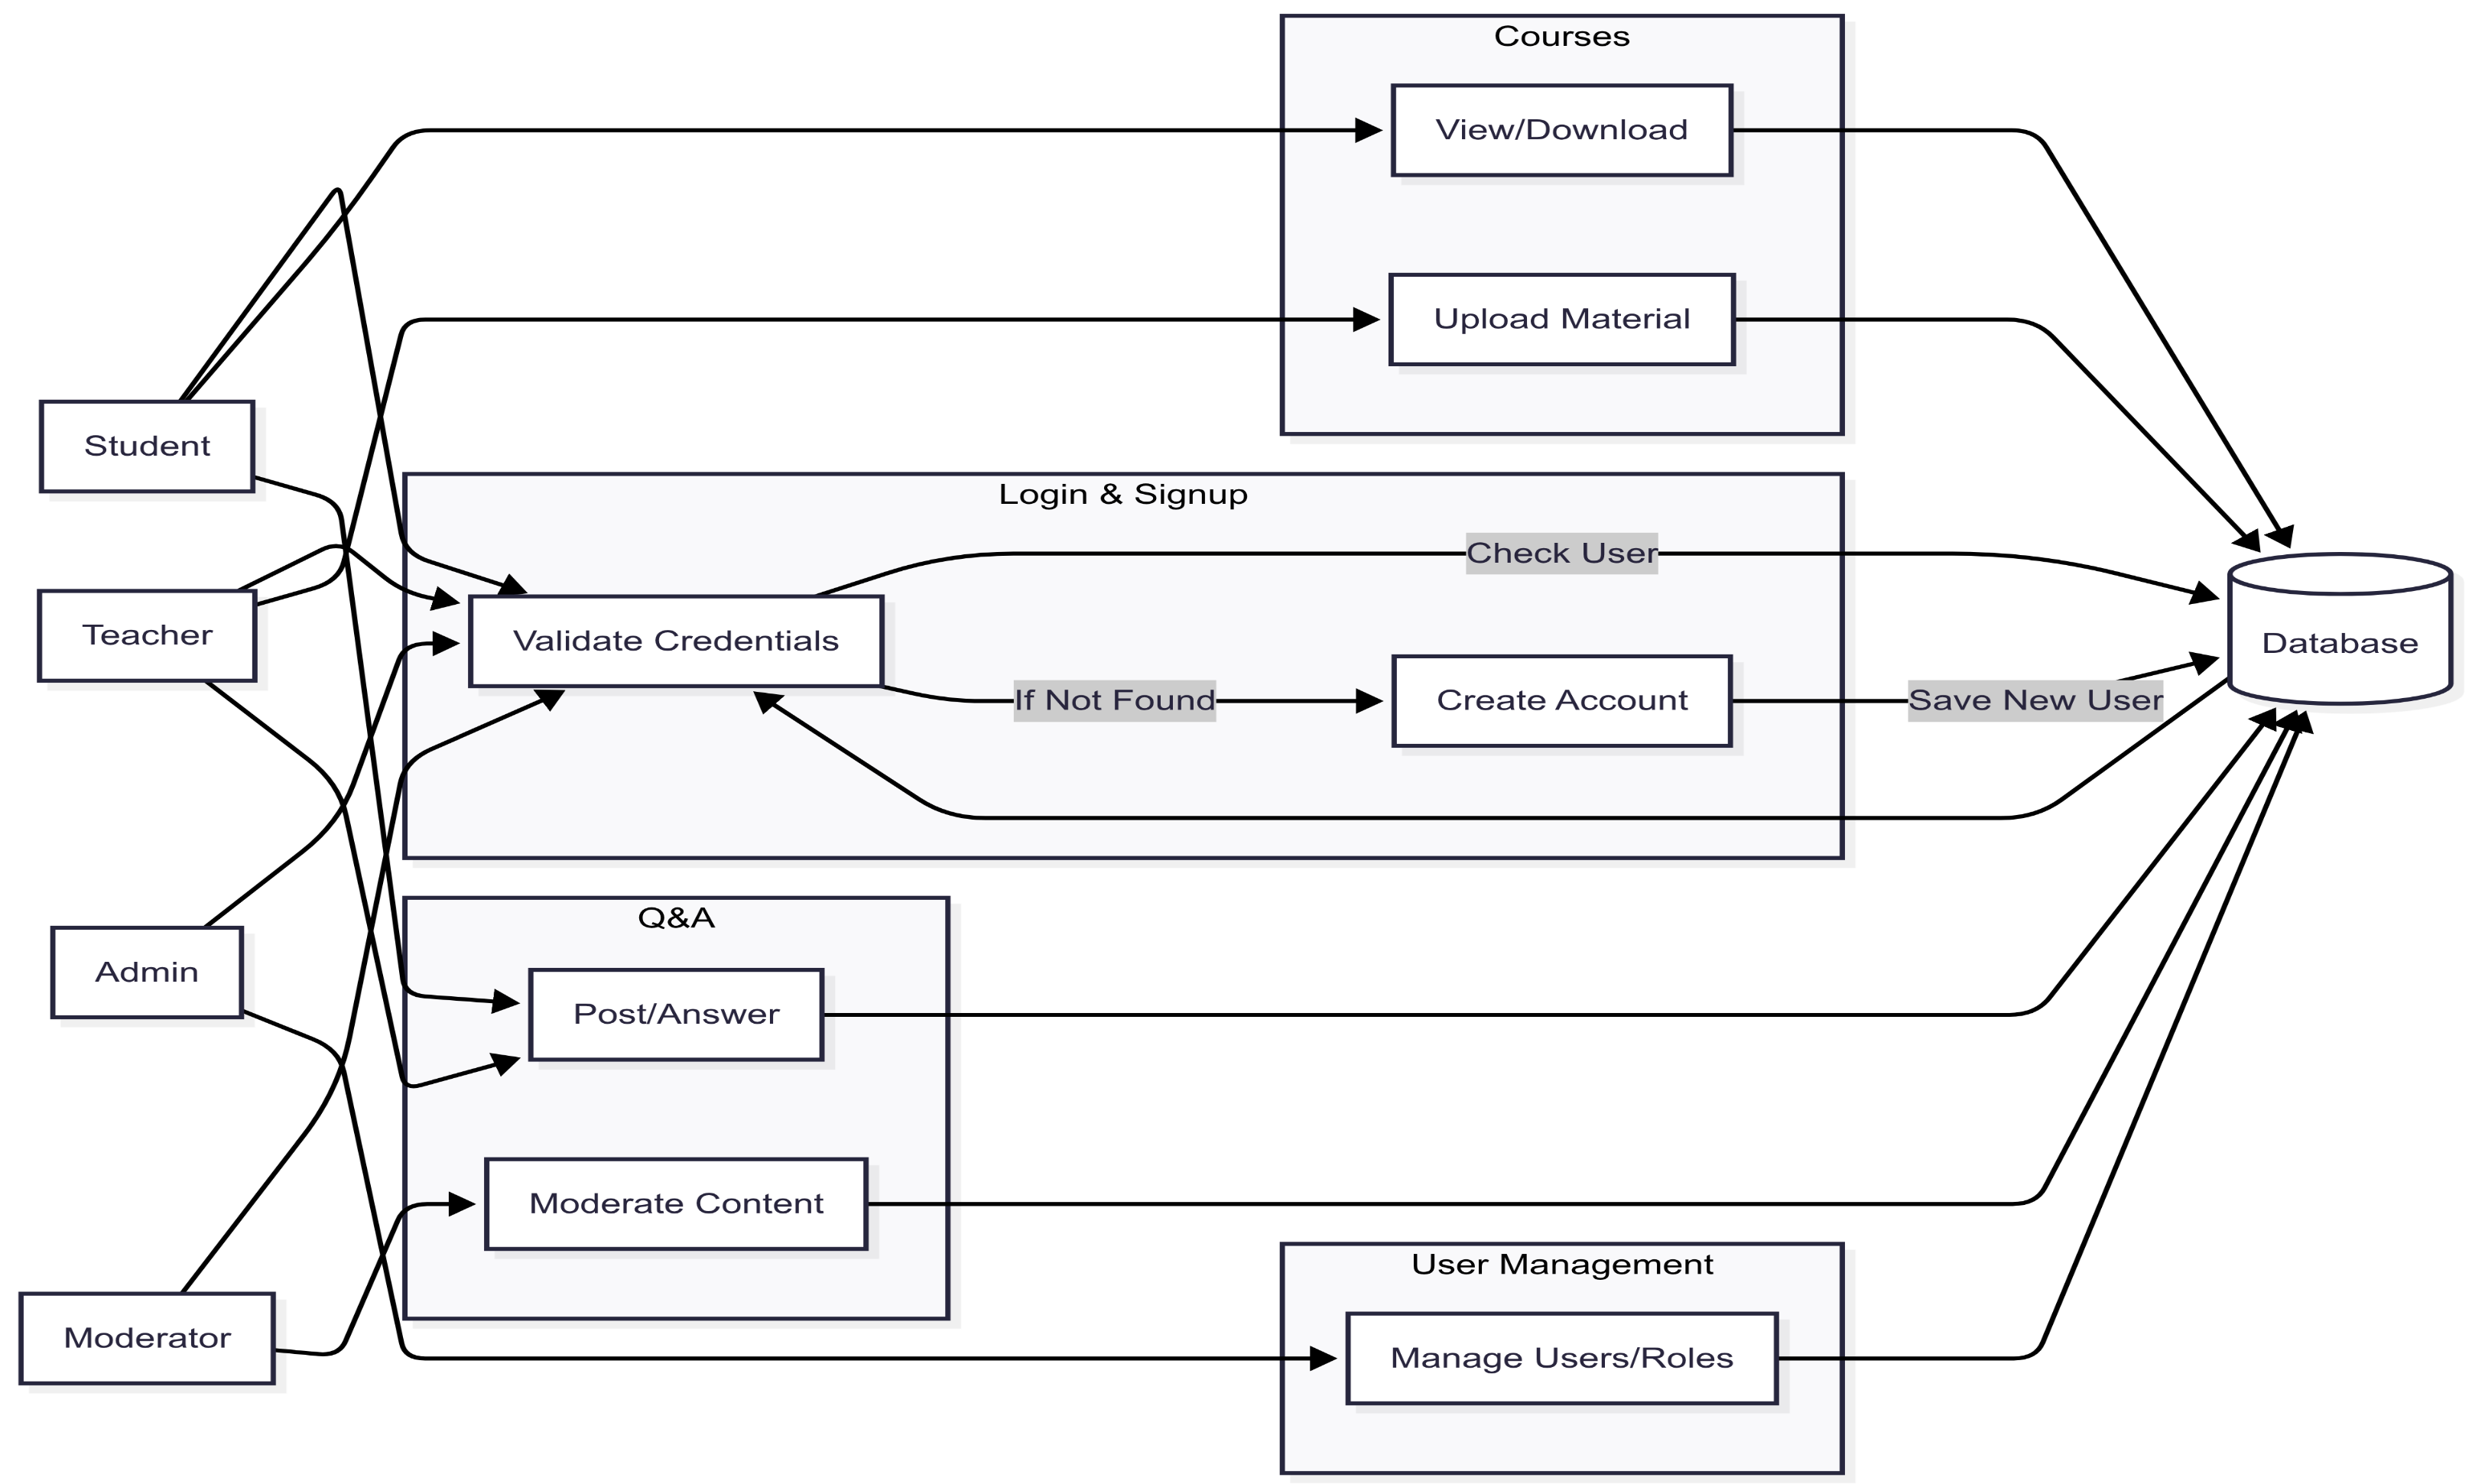 Courses
View/Download
Upload Material
Student
Login & Signup
Check User
Teacher
Validate Credentials
Database
If Not Found
Create Account
Save New User
Q&A
Admin
Post/Answer
Moderate Content
User Management
Moderator
Manage Users/Roles